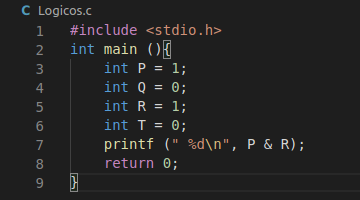 C Logicos.c
1 #include <stdio.h>
2 int main (){
3 int P = 1;
4 int Q = 0;
5 int R = 1;
6 int T = 0;
7 printf (" %d\n", P & R);
8 return 0;
9 }